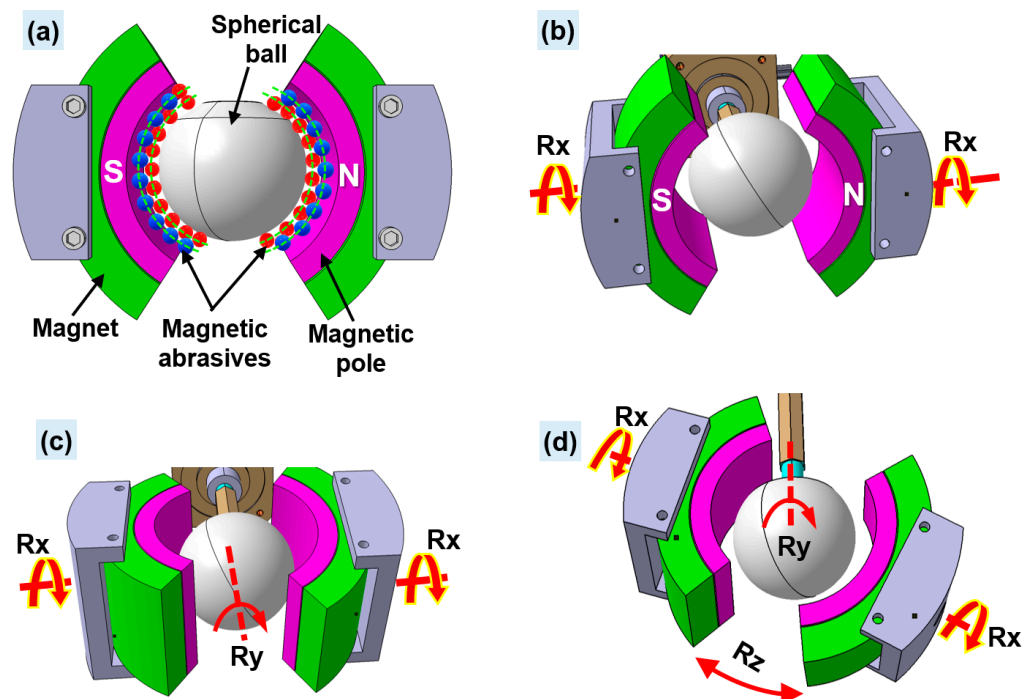 (a)
Spherical
ball
S
N
Magnet
Magnetic
abrasives
Magnetic
pole
(b)
Rx
Rx
S
N
(c)
Rx
Rx
Ry
(d)
Rx
Ry
Rz
Rx